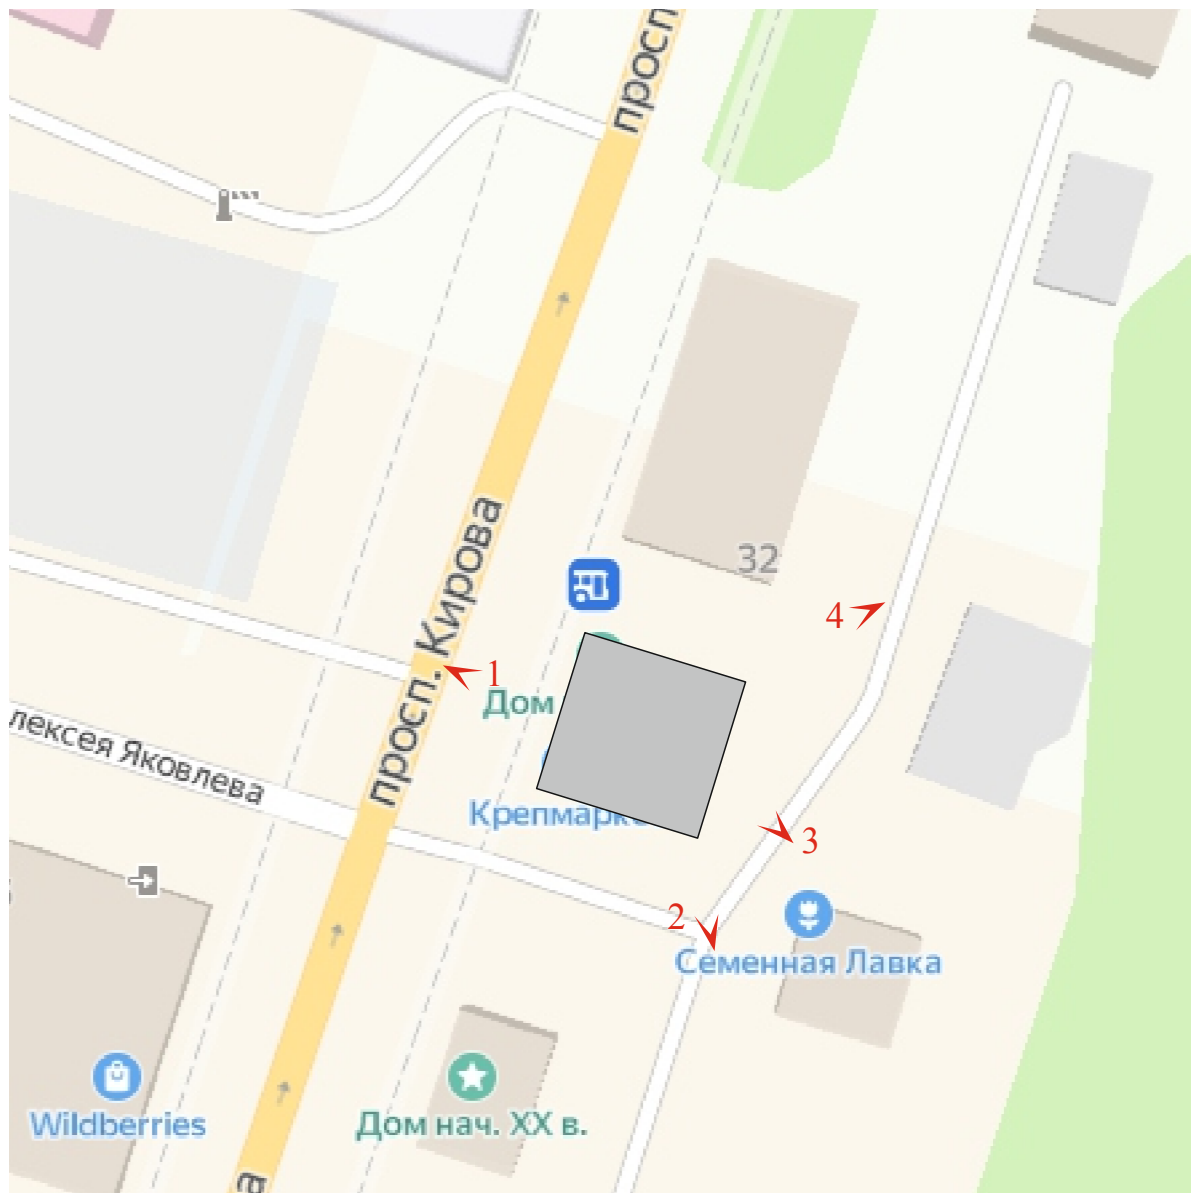 просп
просп. Кирова
32
4
1
Дом
лексея Яковлева
Крепмарк
3
2
Семенная Лавка
Wildberries
Дом нач. XX в.
а